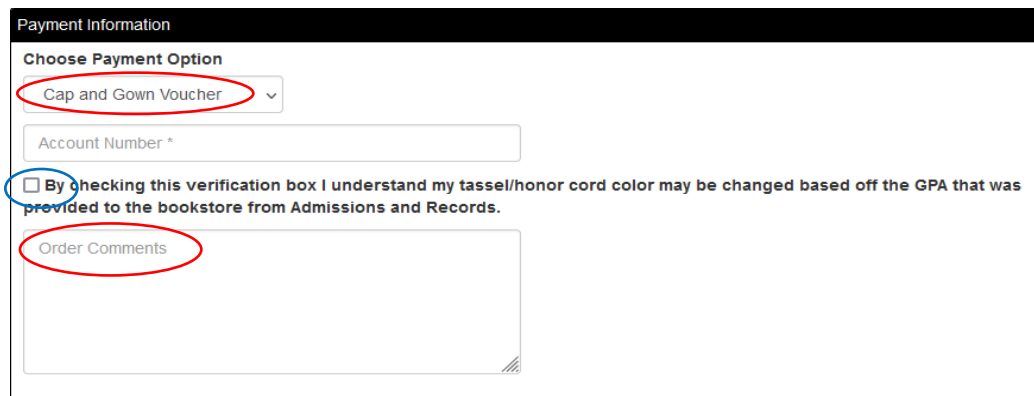 Payment Information
Choose Payment Option
Cap and Gown Voucher
Account Number *
By checking this verification box I understand my tassel/honor cord color may be changed based off the GPA that was
provided to the bookstore from Admissions and Records.
Order Comments